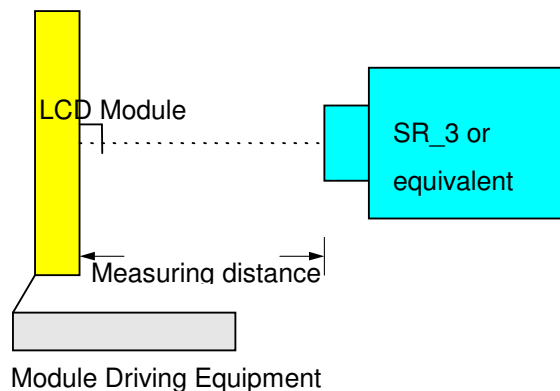 LCD Module
SR_3 or
equivalent
Measuring distance
Module Driving Equipment